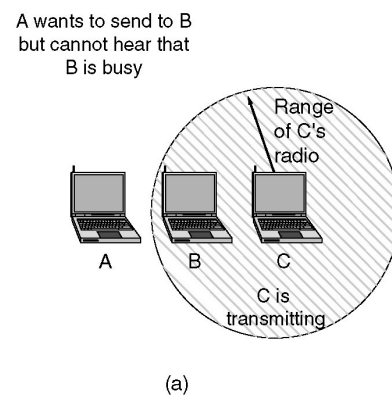 A wants to send to B
but cannot hear that
B is busy
Range
of C's
radio
A
B
C
C is
transmitting
(a)